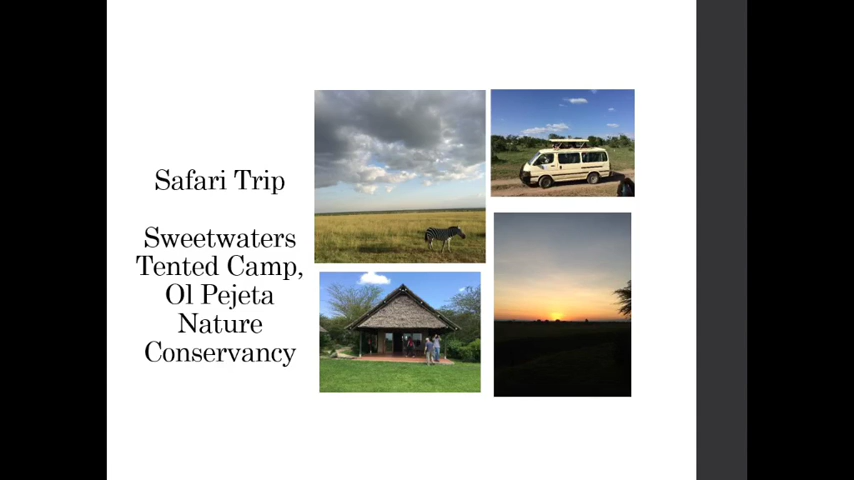 Safari Trip
Sweetwaters
Tented Camp,
Ol Pejeta
Nature
Conservancy